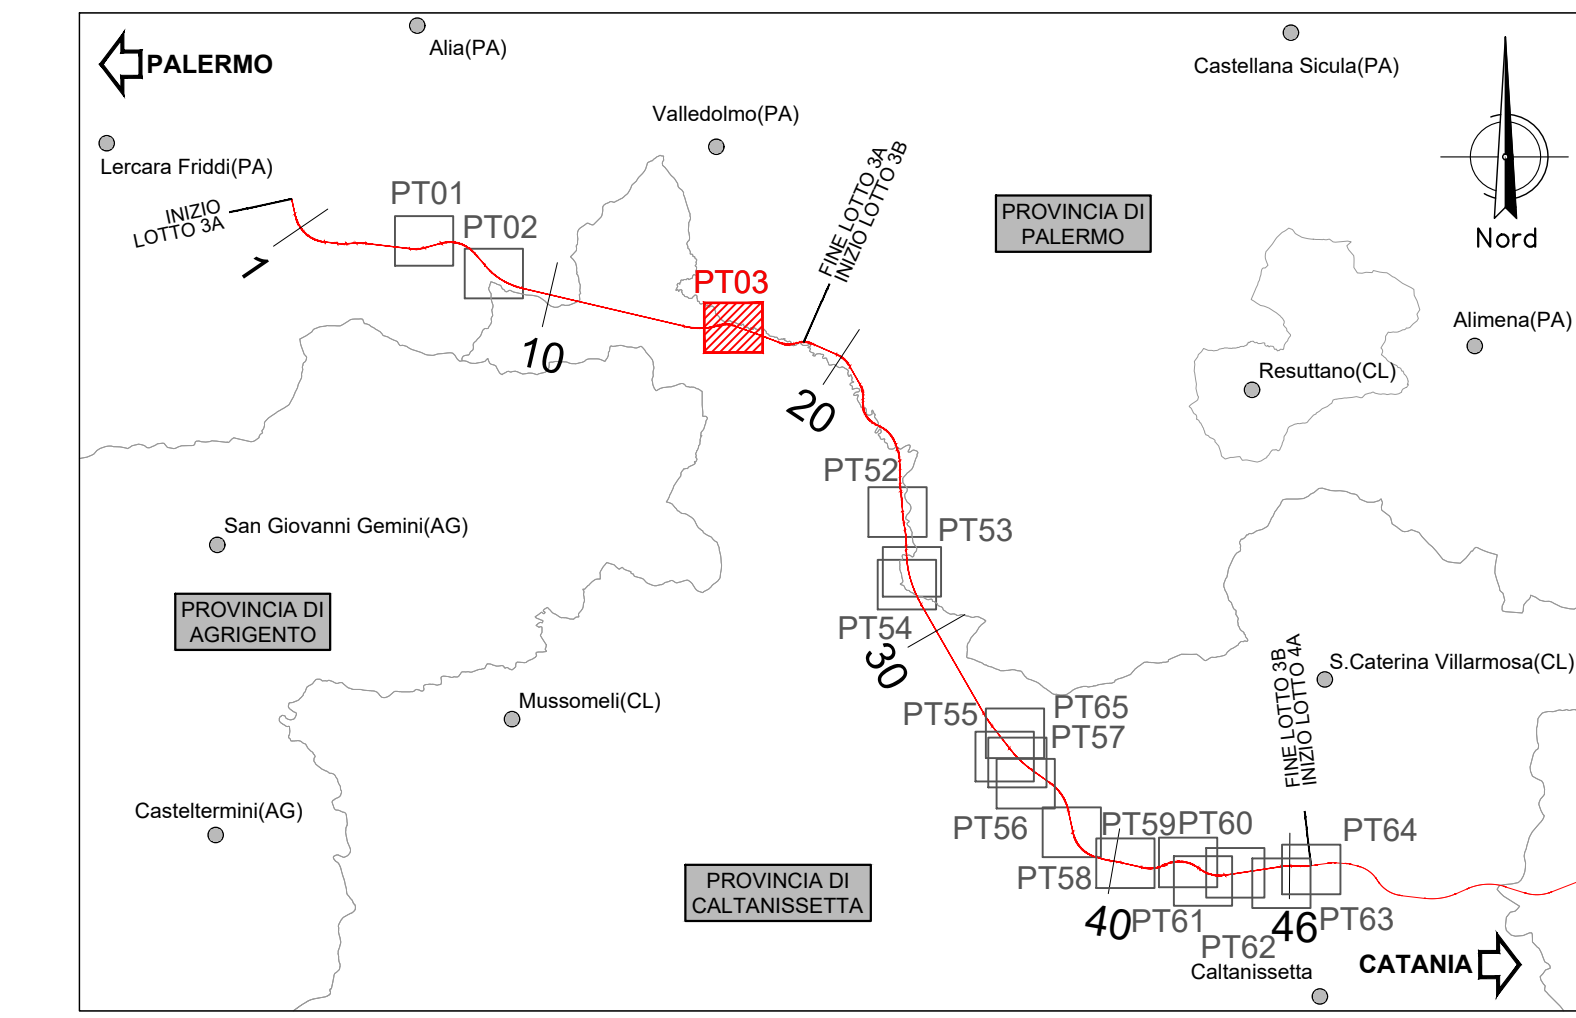 Alia(PA)
PALERMO
Castellana Sicula(PA)
Valledolmo(PA)
Lercara Friddi(PA)
FINE LOTTO 3A
INIZIO LOTTO 3B
INIZIO
LOTTO 3A
PT01
PT02
PROVINCIA DI
PALERMO
Nord
1
PT03
10
Alimena(PA)
Resuttano(CL)
20
PT52
San Giovanni Gemini(AG)
PT53
PROVINCIA DI
AGRIGENTO
PT54
30
FINE LOTTO 3B
INIZIO LOTTO 4A
S.Caterina Villarmosa(CL)
Mussomeli(CL)
PT55
PT65
PT57
Casteltermini(AG)
PT56
PT59
PT60
PT64
PROVINCIA DI
CALTANISSETTA
PT58
40
PT61
46
PT63
PT62
Caltanissetta
CATANIA